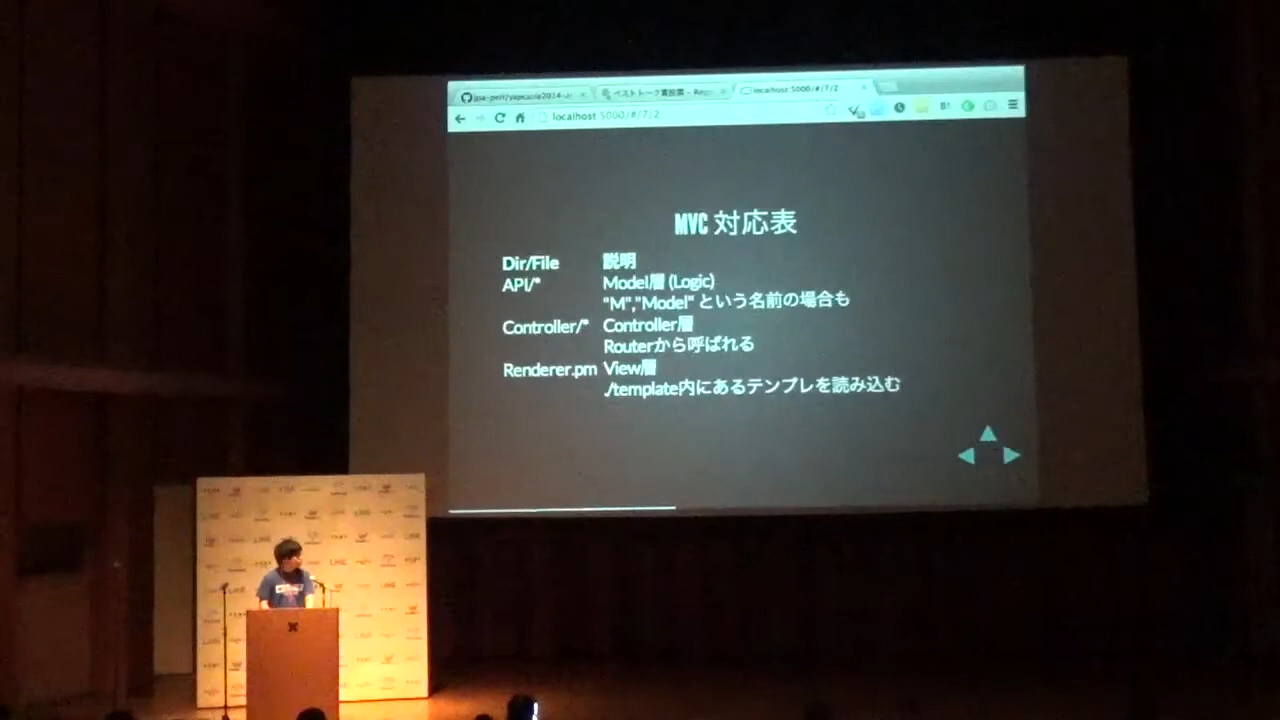 localhost:5000/#/7/2
localhost:5000/#/7/2
MVC 対応表
Dir/File 説明
API/* Model層 (Logic)
"M","Model" という名前の場合も
Controller/* Controller層
Routerから呼ばれる
Renderer.pm View層
./template内にあるテンプレを読み込む